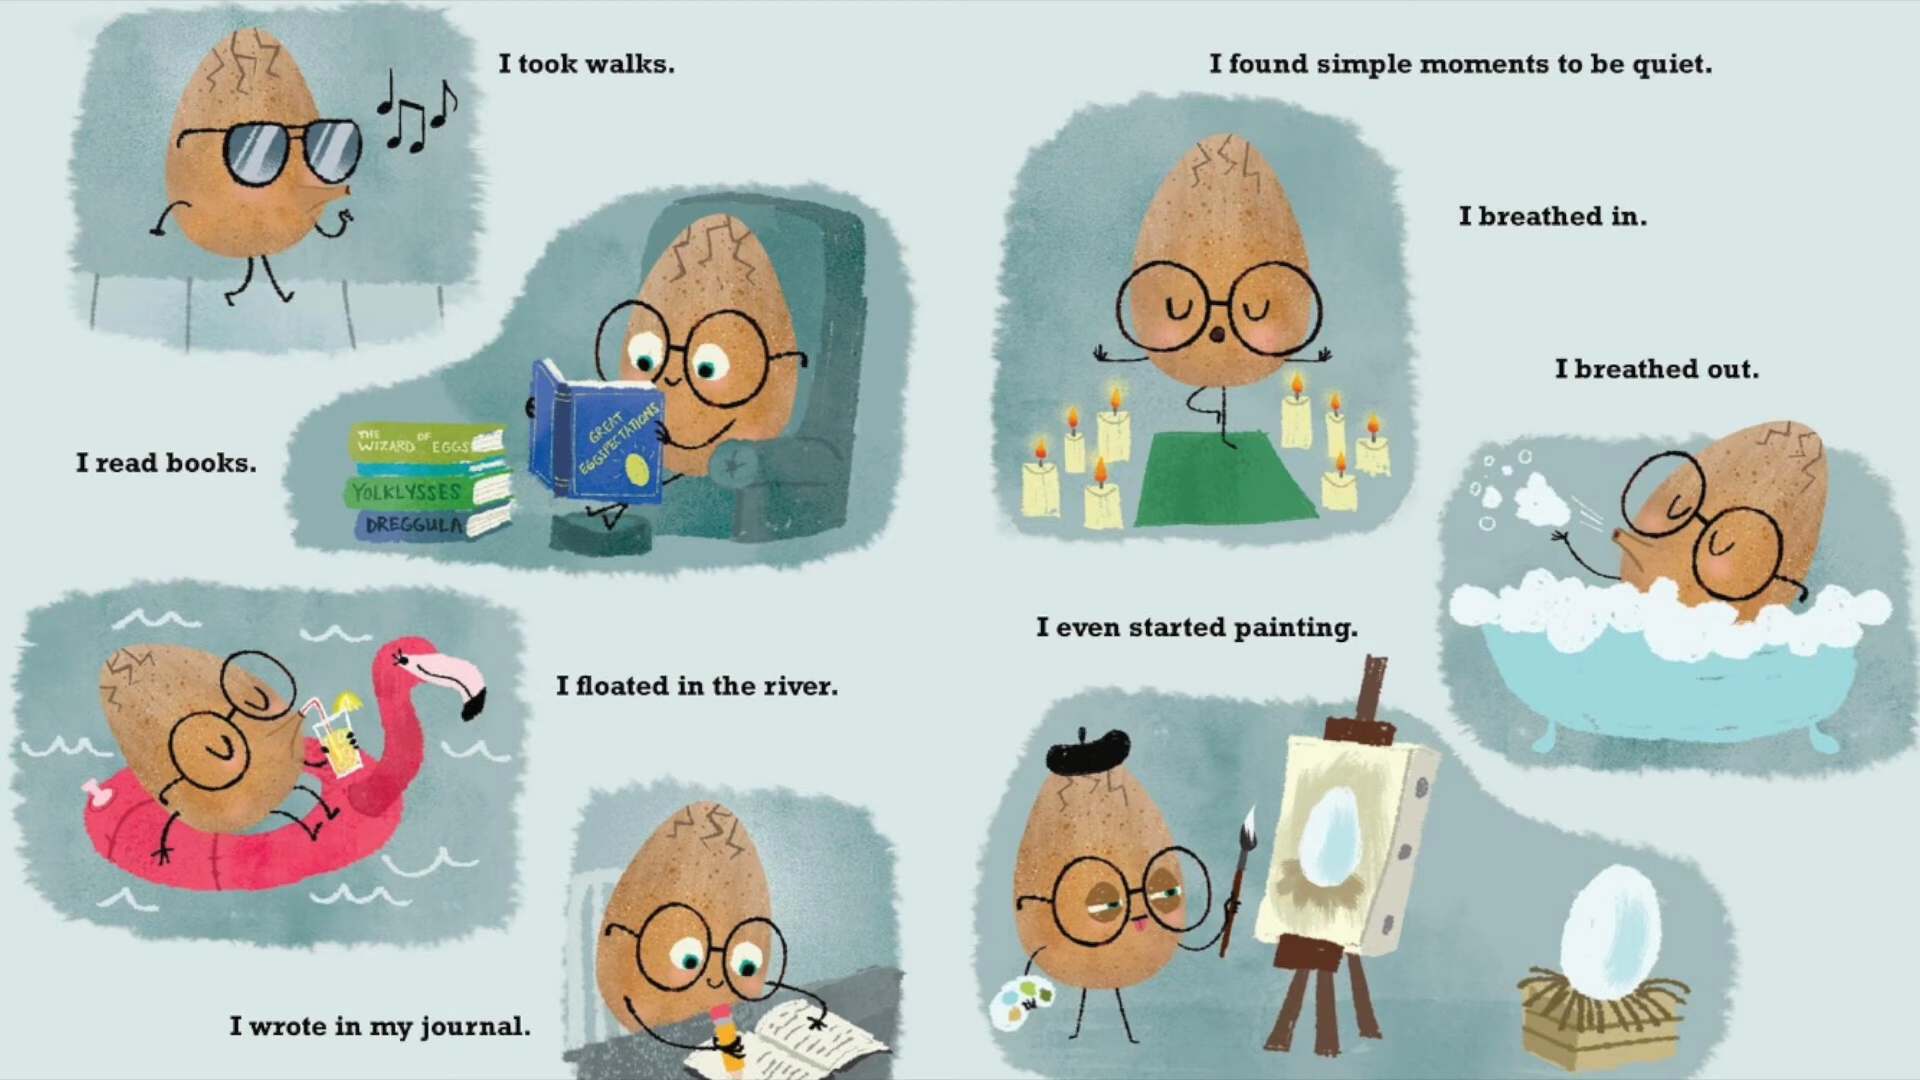 I took walks.
I read books.
THE
WIZARD OF EGGS
YOLKLYSSES
DREGGULA
GREAT
EGGSPECTATIONS
I floated in the river.
I wrote in my journal.
I found simple moments to be quiet.
I breathed in.
I breathed out.
I even started painting.